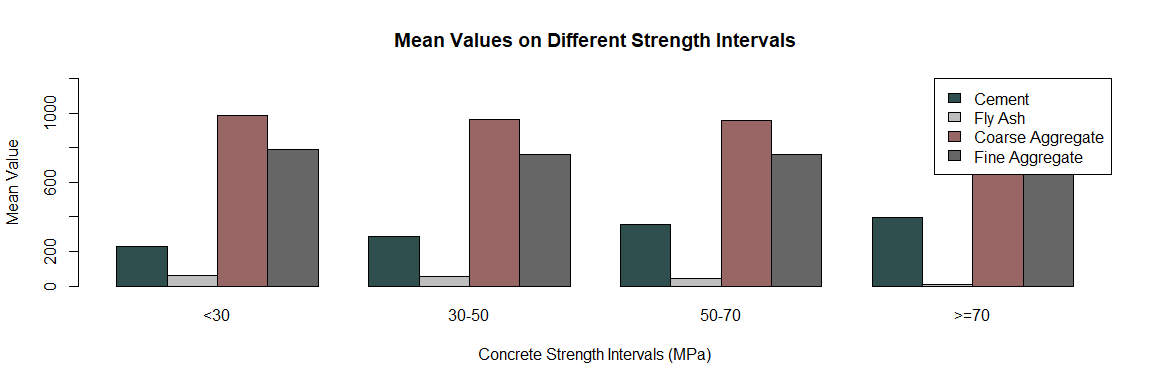 Mean Values on Different Strength Intervals
Mean Value
1000
600
200
0
Cement
Fly Ash
Coarse Aggregate
Fine Aggregate
<30
30-50
50-70
>=70
Concrete Strength Intervals (MPa)